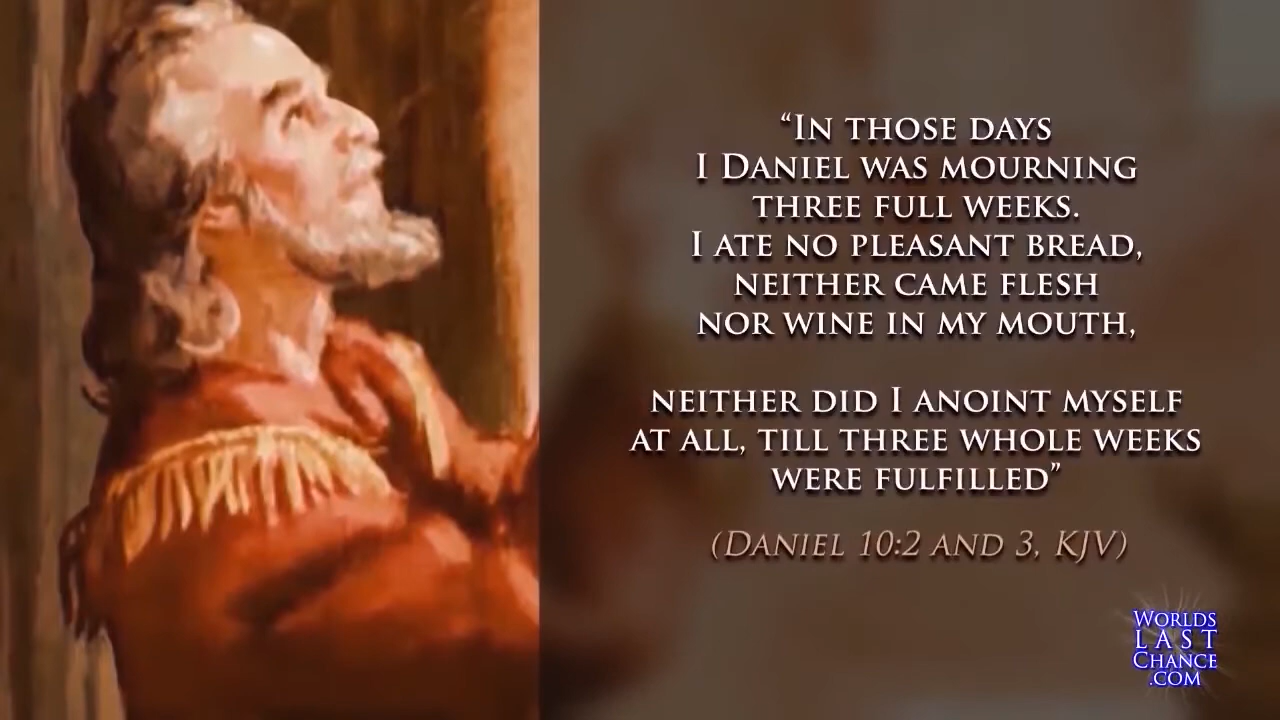 “In those days
I Daniel was mourning
three full weeks.
I ate no pleasant bread,
neither came flesh
nor wine in my mouth,
neither did I anoint myself
at all, till three whole weeks
were fulfilled”
(Daniel 10:2 and 3, KJV)
Worlds
Last
Chance
.com